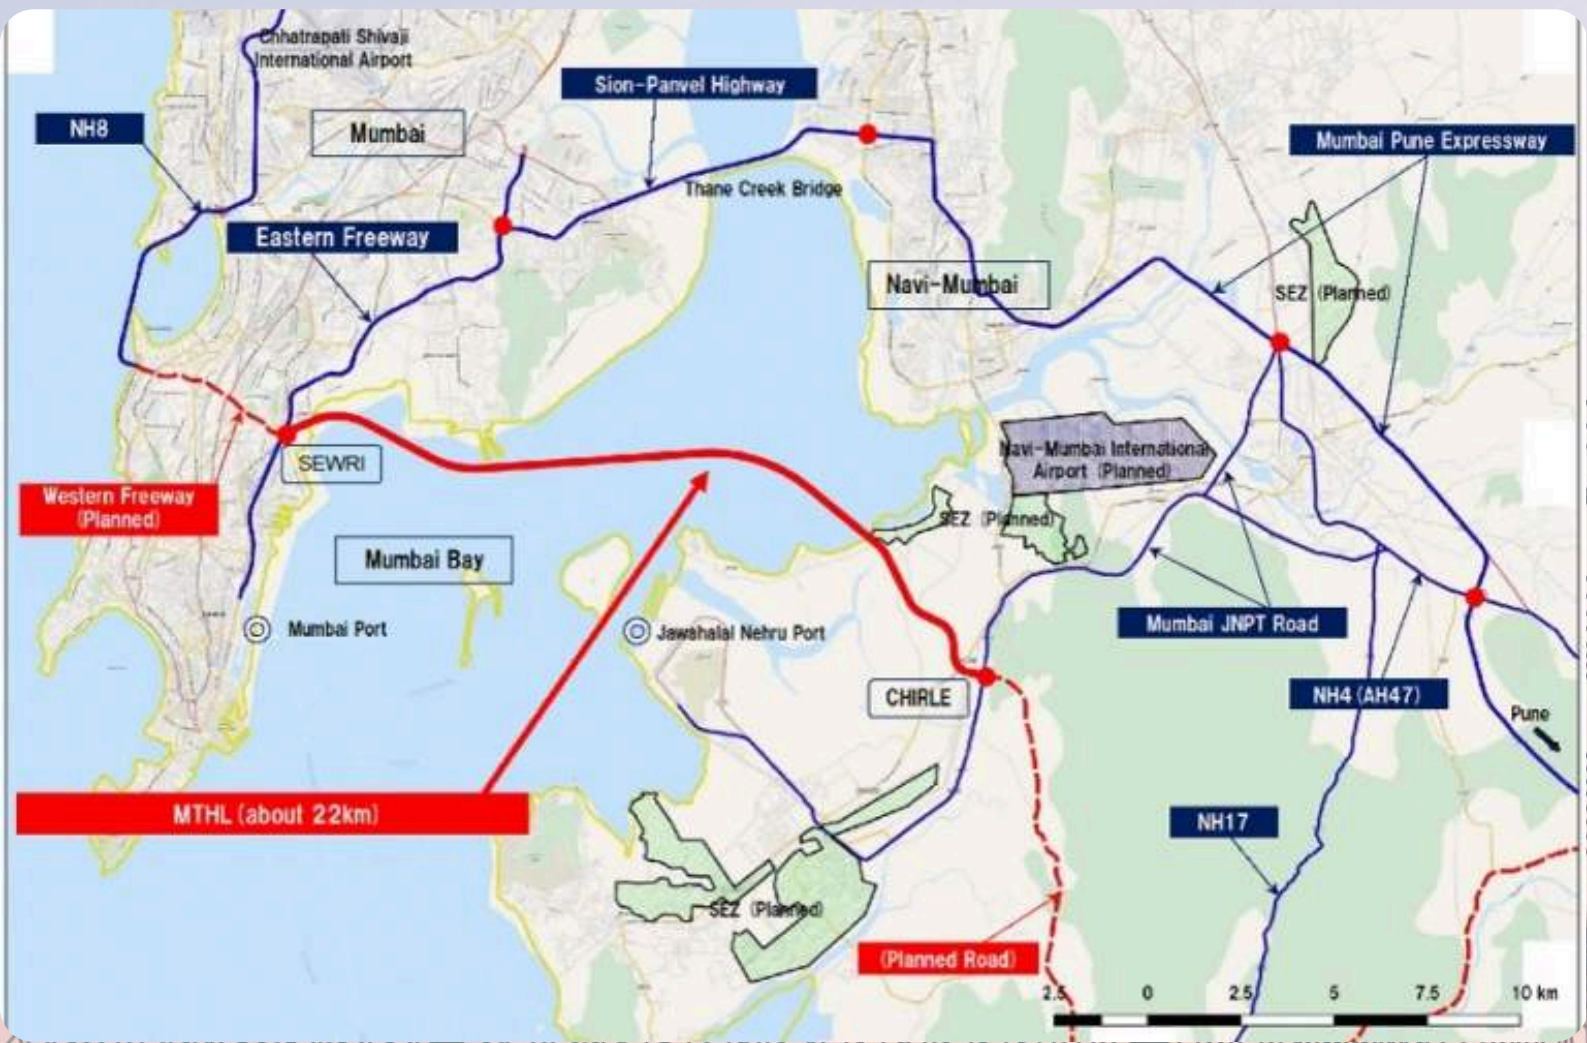 Chhatrapati Shivaji
International Airport
Sion-Panvel Highway
NH8
Mumbai
Mumbai Pune Expressway
Thane Creek Bridge
Eastern Freeway
Navi-Mumbai
SEZ (Planned)
Navi-Mumbai International
Airport (Planned)
SEWRI
Western Freeway
(Planned)
SEZ (Planned)
Mumbai Bay
Mumbai Port
Jawahalal Nehru Port
Mumbai JNPT Road
CHIRLE
NH4 (AH47)
Pune
MTHL (about 22km)
NH17
SEZ (Planned)
(Planned Road)
2.5 0 2.5 5 7.5 10 km